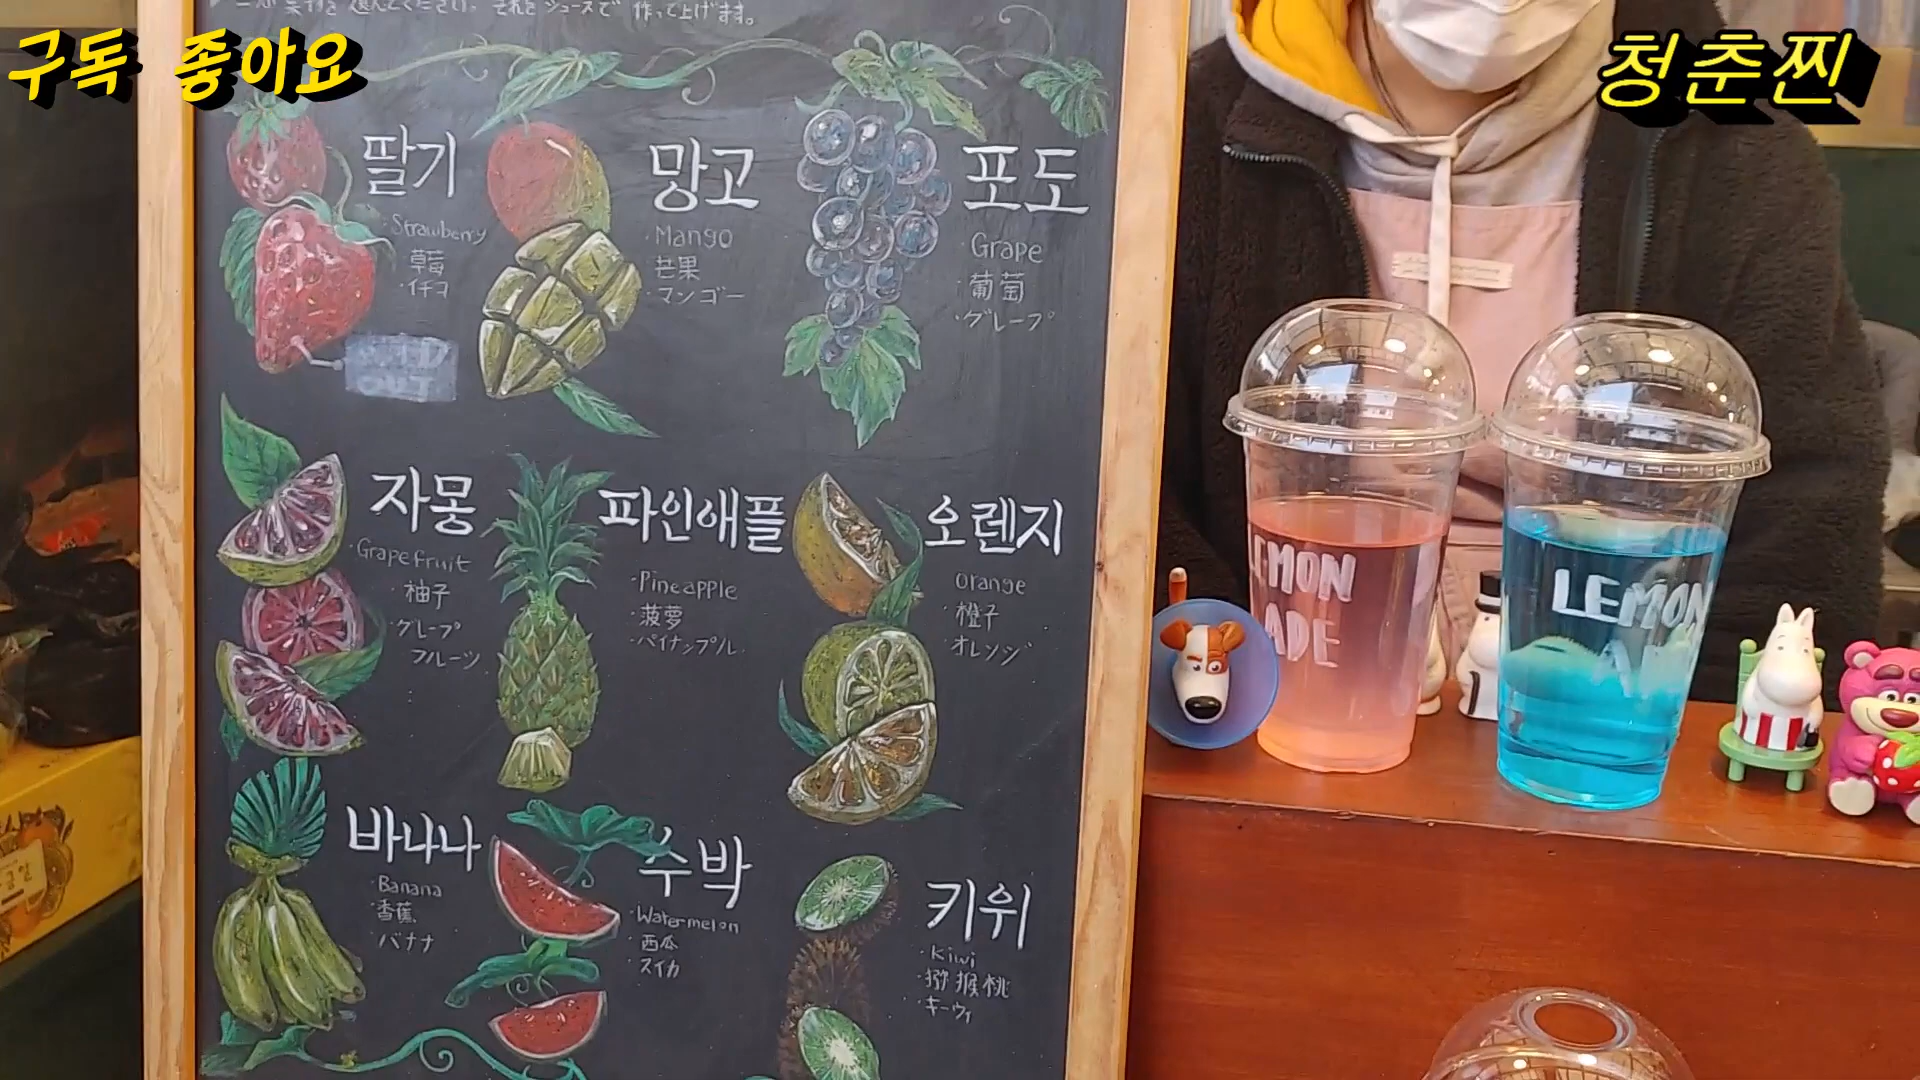 구독 좋아요
청춘찐
딸기
Strawberry
草莓
イチゴ
OUT
망고
Mango
芒果
マンゴー
포도
Grape
葡萄
グレープ
자몽
Grapefruit
柚子
グレープ
フルーツ
파인애플
Pineapple
菠萝
パイナップル
오렌지
Orange
橙子
オレンジ
바나나
Banana
香蕉
バナナ
수박
Watermelon
西瓜
スイカ
키위
Kiwi
猕猴桃
キーウィ
LEMON
ADE
LEMON